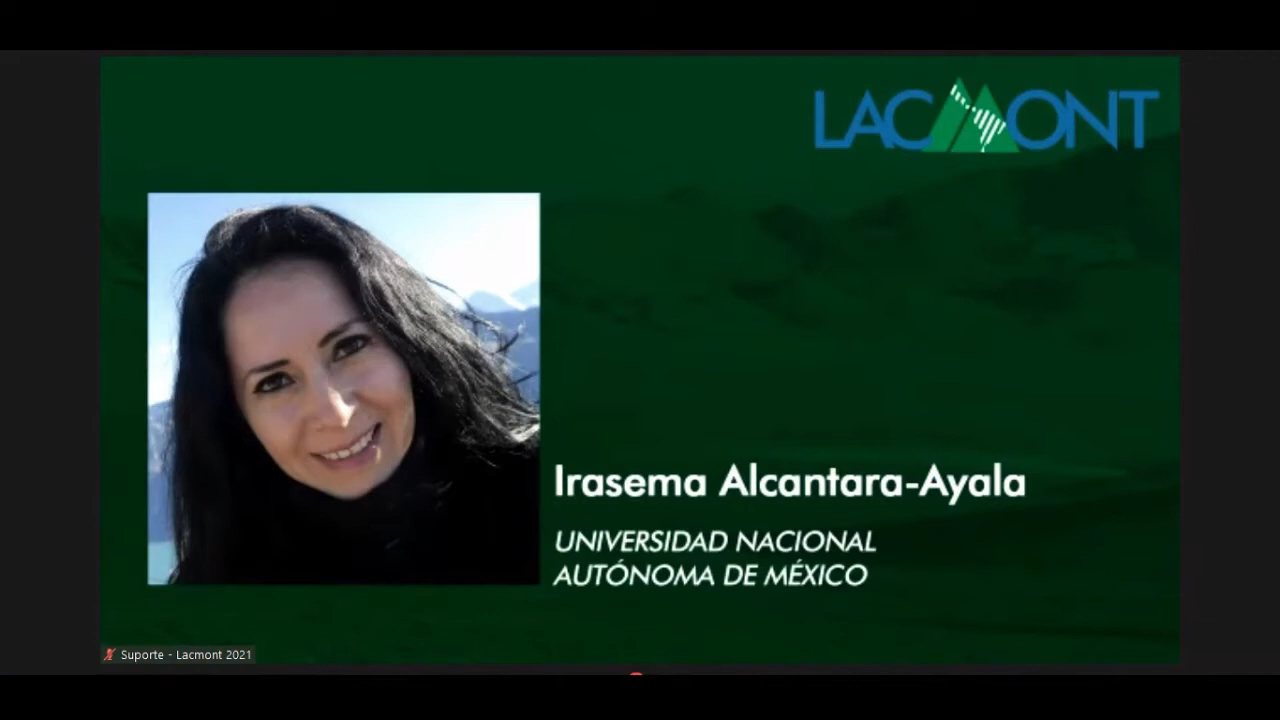 LACMONT
Irasema Alcantara-Ayala
UNIVERSIDAD NACIONAL
AUTÓNOMA DE MÉXICO
Suporte - Lacmont 2021